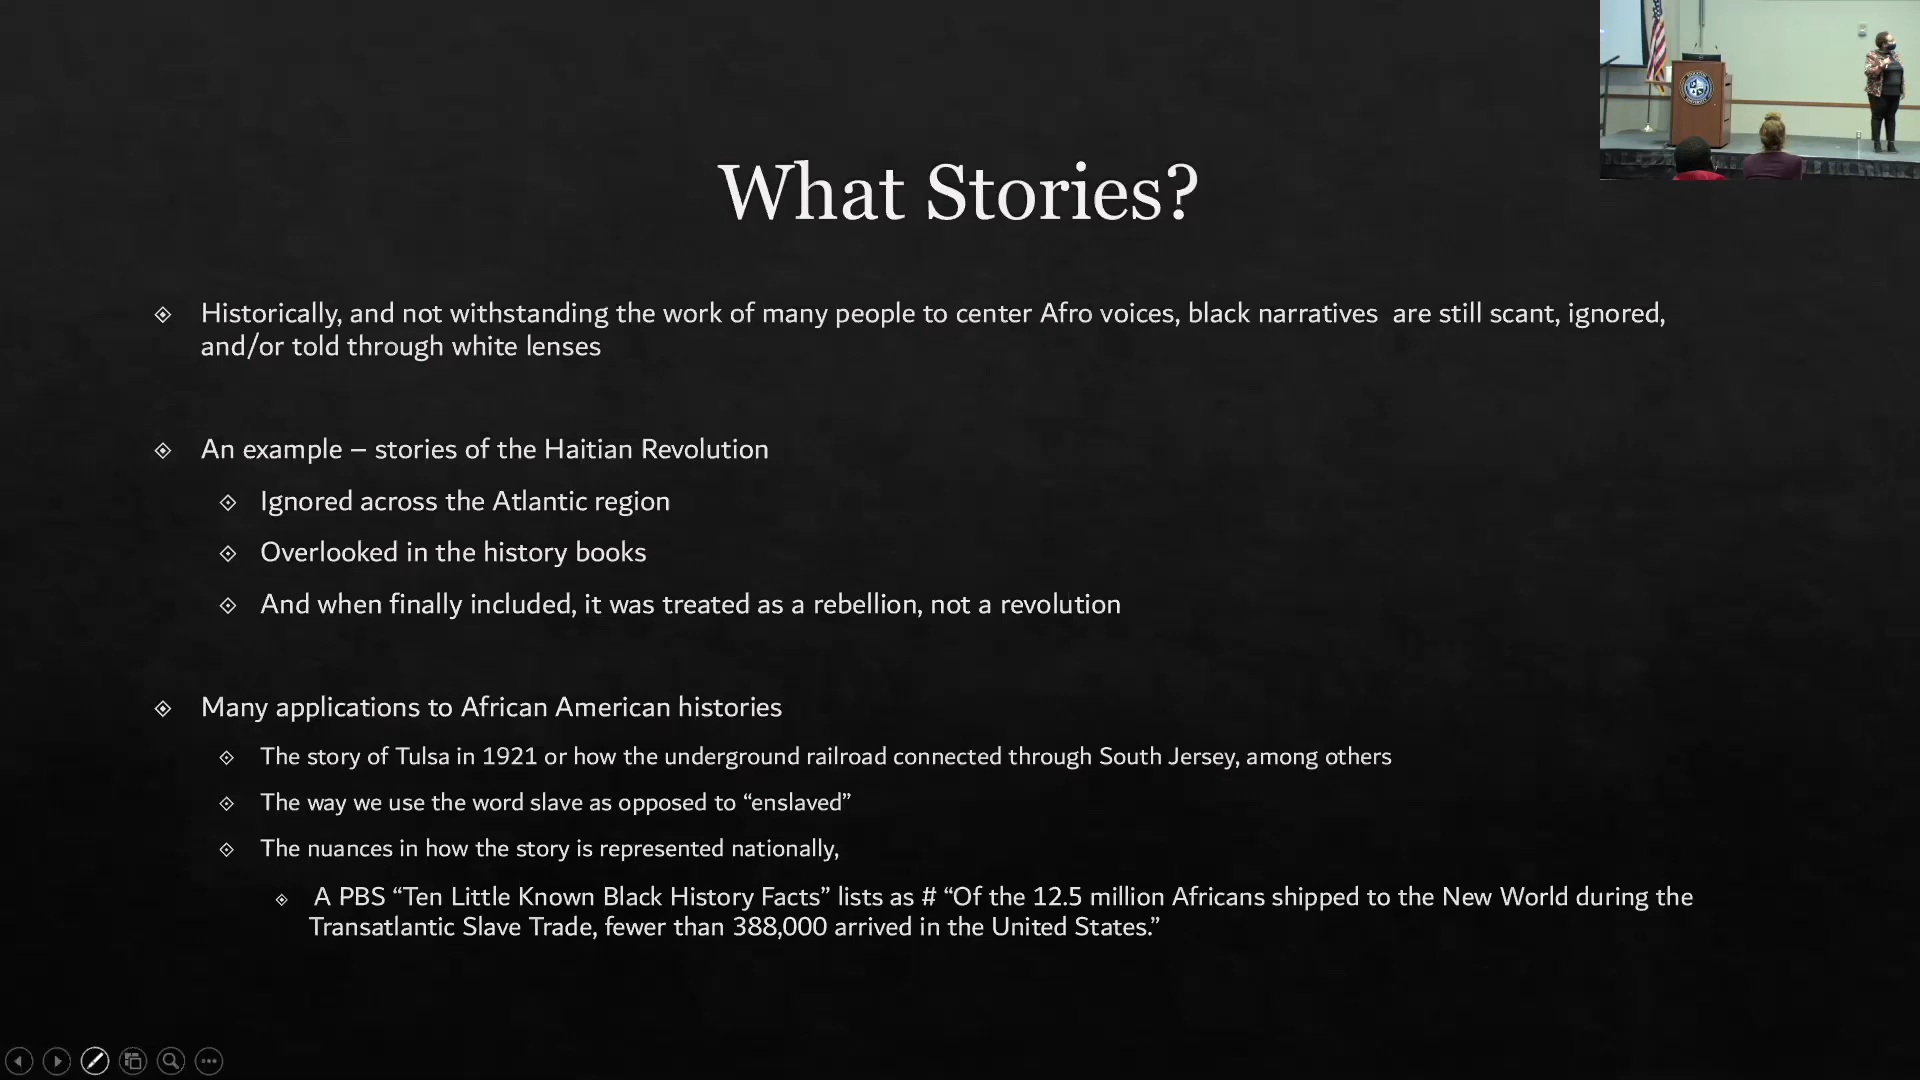 What Stories?
Historically, and not withstanding the work of many people to center Afro voices, black narratives are still scant, ignored,
and/or told through white lenses
An example – stories of the Haitian Revolution
Ignored across the Atlantic region
Overlooked in the history books
And when finally included, it was treated as a rebellion, not a revolution
Many applications to African American histories
The story of Tulsa in 1921 or how the underground railroad connected through South Jersey, among others
The way we use the word slave as opposed to “enslaved”
The nuances in how the story is represented nationally,
A PBS “Ten Little Known Black History Facts” lists as # “Of the 12.5 million Africans shipped to the New World during the
Transatlantic Slave Trade, fewer than 388,000 arrived in the United States.”